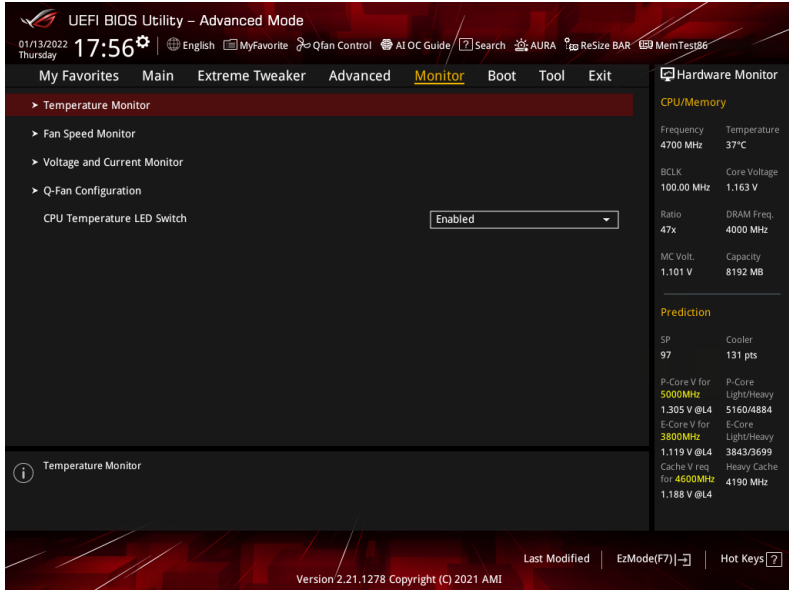 UEFI BIOS Utility – Advanced Mode
01/13/2022 Thursday 17:56 English MyFavorite Qfan Control AI OC Guide ? Search AURA ReSize BAR MemTest86
My Favorites Main Extreme Tweaker Advanced Monitor Boot Tool Exit
Temperature Monitor
Fan Speed Monitor
Voltage and Current Monitor
Q-Fan Configuration
CPU Temperature LED Switch Enabled
Temperature Monitor
Hardware Monitor
CPU/Memory
Frequency Temperature
4700 MHz 37°C
BCLK Core Voltage
100.00 MHz 1.163 V
Ratio DRAM Freq.
47x 4000 MHz
MC Volt. Capacity
1.101 V 8192 MB
Prediction
SP Cooler
97 131 pts
P-Core V for P-Core
5000MHz Light/Heavy
1.305 V @L4 5160/4884
E-Core V for E-Core
3800MHz Light/Heavy
1.119 V @L4 3843/3699
Cache V req Heavy Cache
for 4600MHz 4190 MHz
1.188 V @L4
Last Modified EzMode(F7) Hot Keys ?
Version 2.21.1278 Copyright (C) 2021 AMI